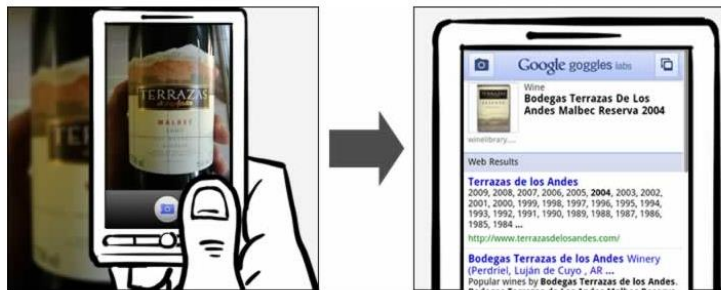 TERRAZAS
MALBEC
Google goggles labs
Wine
Bodegas Terrazas De Los
Andes Malbec Reserva 2004
winelibrary....
Web Results
Terrazas de los Andes
2009, 2008, 2007, 2006, 2005, 2004, 2003, 2002,
2001, 2000, 1999, 1998, 1997, 1996, 1995, 1994,
1993, 1992, 1991, 1990, 1989, 1988, 1987, 1986,
1985, 1984 ...
http://www.terrazasdelosandes.com/
Bodegas Terrazas de los Andes Winery
(Perdriel, Luján de Cuyo , AR ...
Popular wines by Bodegas Terrazas de los Andes.